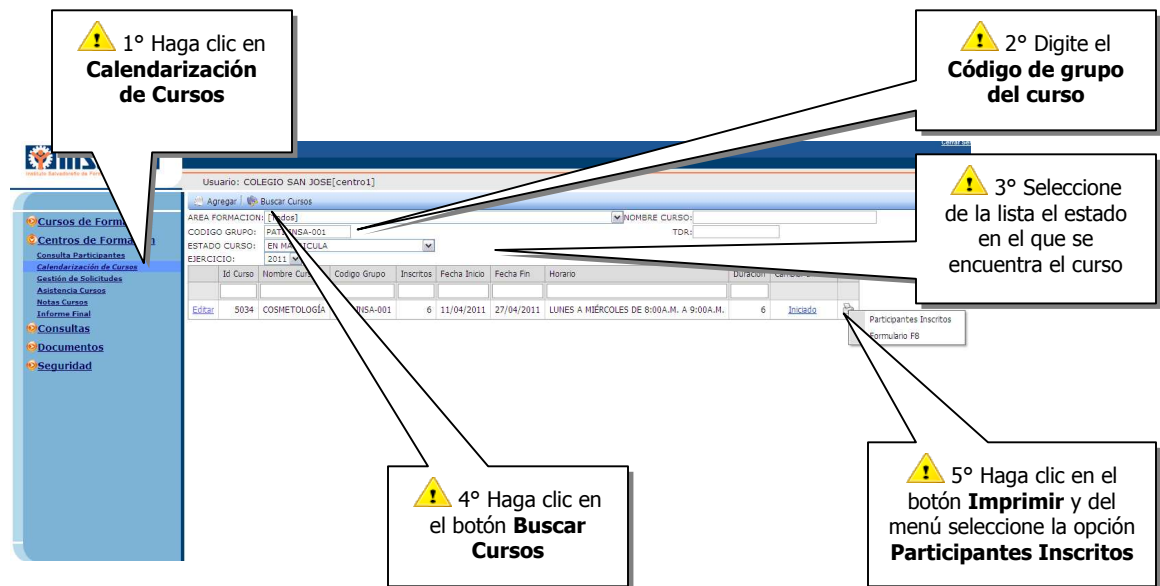 1° Haga clic en
Calendarización
de Cursos
2° Digite el
Código de grupo
del curso
3° Seleccione
de la lista el estado
en el que se
encuentra el curso
Usuario: COLEGIO SAN JOSE[centro1]
Agregar Buscar Cursos
AREA FORMACION: NOMBRE CURSO:
CODIGO GRUPO: TDR:
ESTADO CURSO: EN MATRICULA
EJERCICIO: 2011
Id Curso Nombre Codigo Grupo Inscritos Fecha Inicio Fecha Fin Horario Duracion
Editar 5034 COSMETOLOGÍA 6 11/04/2011 27/04/2011 LUNES A MIÉRCOLES DE 8:00A.M. A 9:00A.M. 6 Iniciado
Participantes Inscritos
Formulario F8
Cursos de
Centros de
Consulta Participantes
Calendarización de Cursos
Gestión de Solicitudes
Asistencia Cursos
Notas Cursos
Informe Final
Consultas
Documentos
Seguridad
4° Haga clic en
el botón Buscar
Cursos
5° Haga clic en el
botón Imprimir y del
menú seleccione la opción
Participantes Inscritos